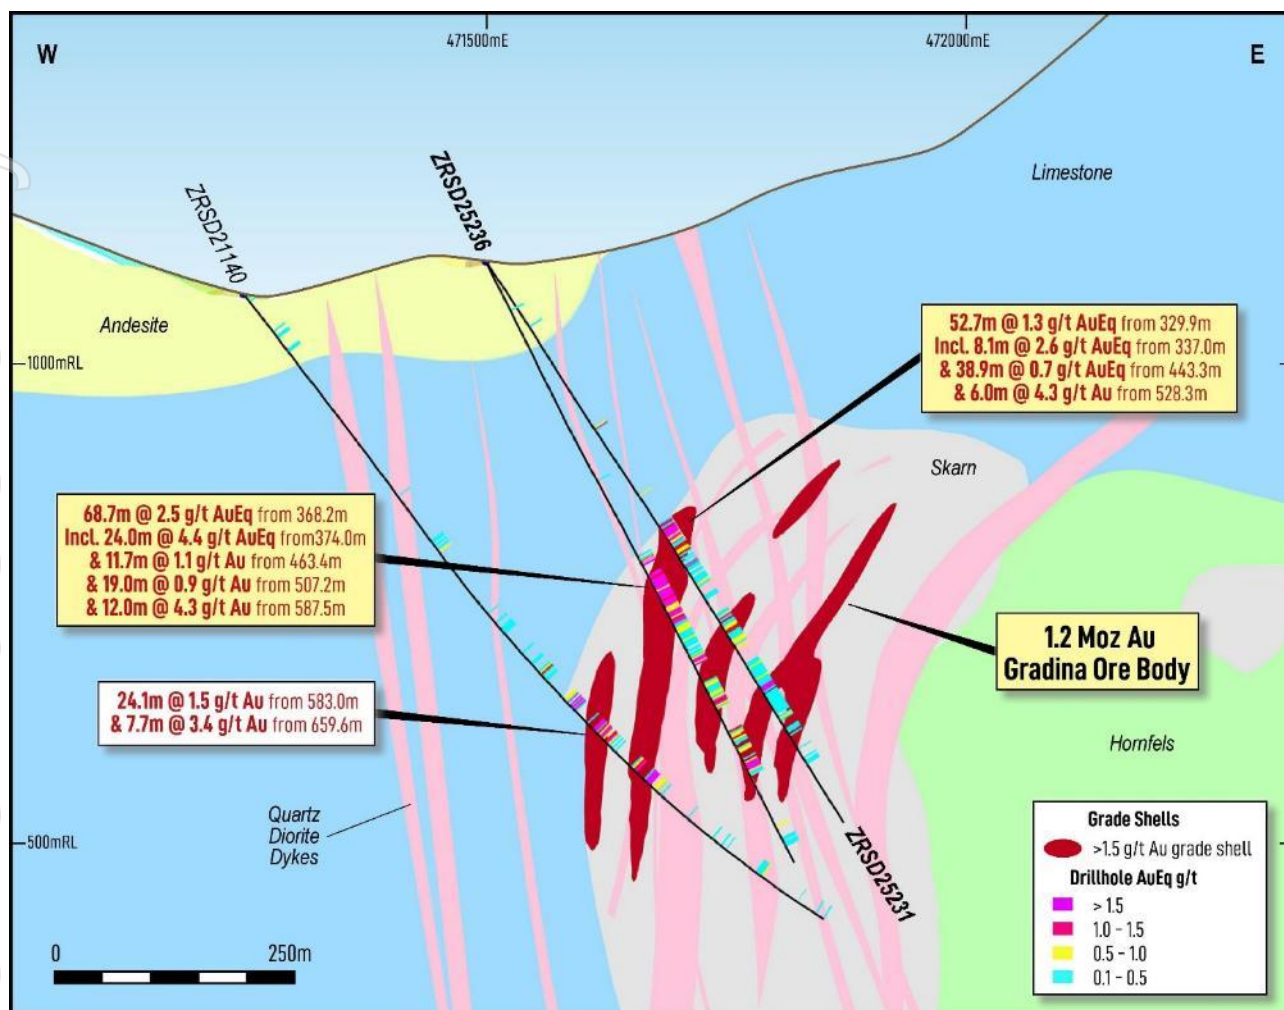 W
471500mE
472000mE
E
ZRSD21140
ZRSD25236
Limestone
Andesite
1000mRL
52.7m @ 1.3 g/t AuEq from 329.9m
Incl. 8.1m @ 2.6 g/t AuEq from 337.0m
& 38.9m @ 0.7 g/t AuEq from 443.3m
& 6.0m @ 4.3 g/t Au from 528.3m
Skarn
68.7m @ 2.5 g/t AuEq from 368.2m
Incl. 24.0m @ 4.4 g/t AuEq from374.0m
& 11.7m @ 1.1 g/t Au from 463.4m
& 19.0m @ 0.9 g/t Au from 507.2m
& 12.0m @ 4.3 g/t Au from 587.5m
1.2 Moz Au
Gradina Ore Body
24.1m @ 1.5 g/t Au from 583.0m
& 7.7m @ 3.4 g/t Au from 659.6m
Hornfels
Quartz
Diorite
Dykes
500mRL
ZRSD25231
Grade Shells
>1.5 g/t Au grade shell
Drillhole AuEq g/t
> 1.5
1.0 - 1.5
0.5 - 1.0
0.1 - 0.5
0
250m